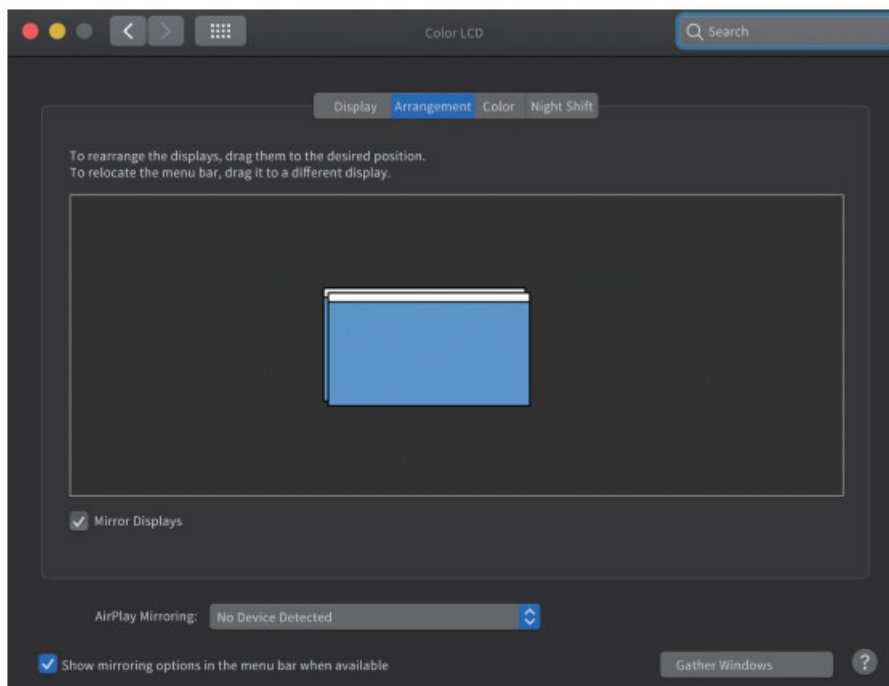 Color LCD
Search
Display Arrangement Color Night Shift
To rearrange the displays, drag them to the desired position.
To relocate the menu bar, drag it to a different display.
Mirror Displays
AirPlay Mirroring: No Device Detected
Show mirroring options in the menu bar when available
Gather Windows ?